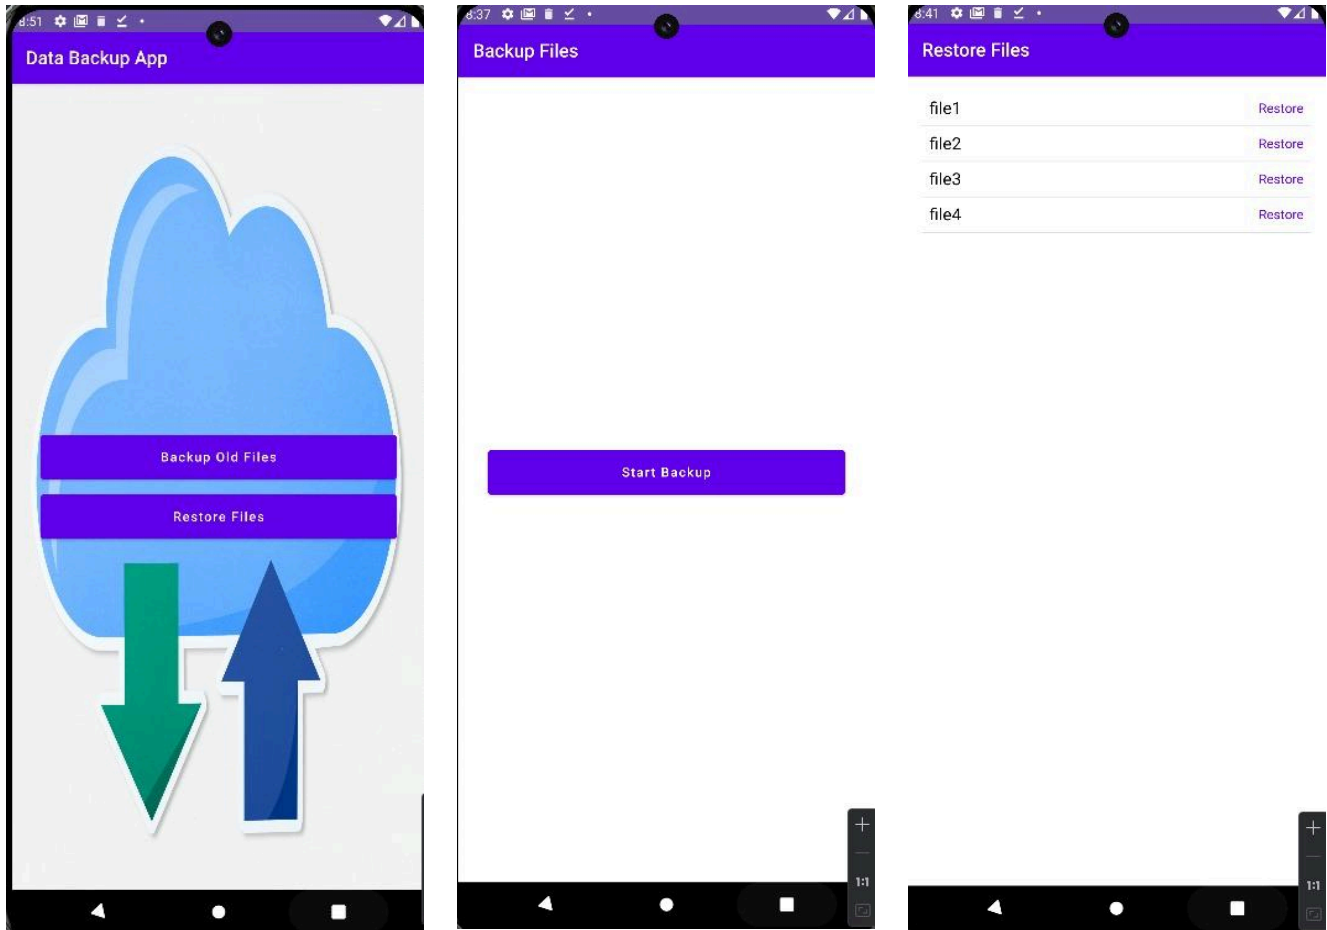 8:51
Data Backup App
Backup Old Files
Restore Files
8:37
Backup Files
Start Backup
1:1
8:41
Restore Files
file1 Restore
file2 Restore
file3 Restore
file4 Restore
1:1